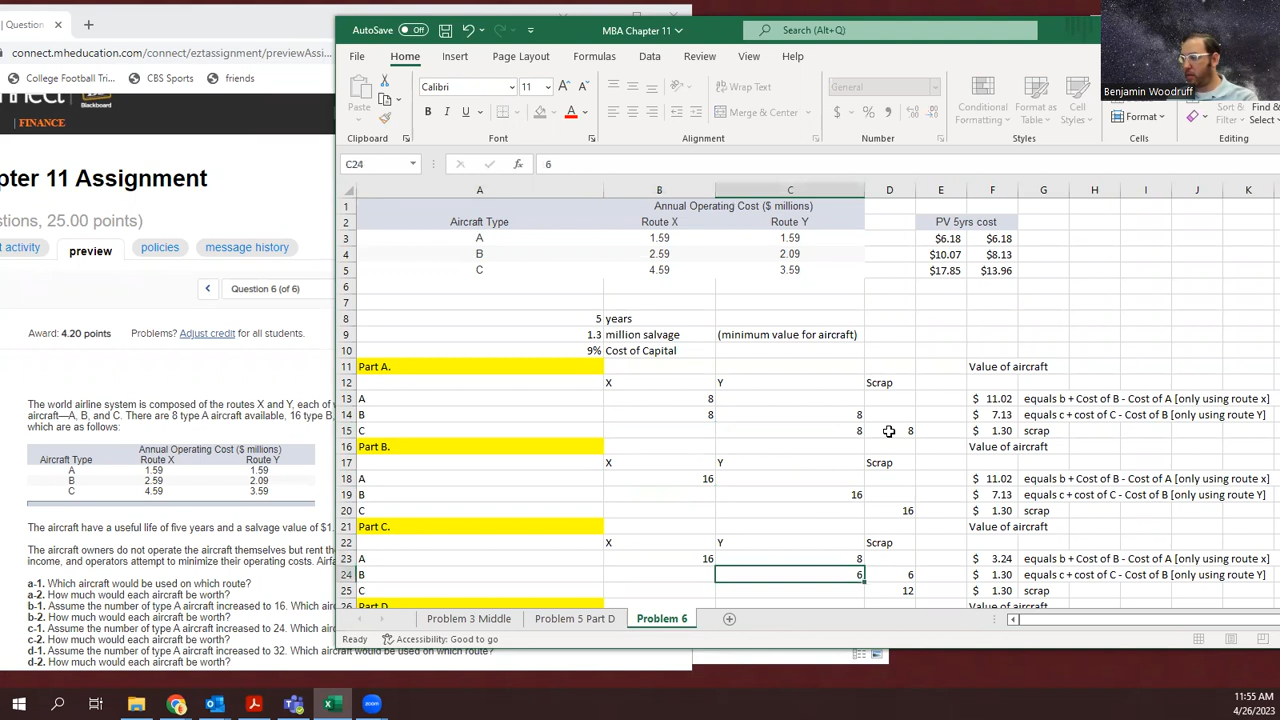 | Question
connect.mheducation.com/connect/eztassignment/previewAssi...
College Football Tri...
CBS Sports
friends
Blackboard
| FINANCE
pter 11 Assignment
stions, 25.00 points)
t activity
preview
policies
message history
Question 6 (of 6)
Award: 4.20 points
Problems? Adjust credit for all students.
The world airline system is composed of the routes X and Y, each of w
aircraft—A, B, and C. There are 8 type A aircraft available, 16 type B,
which are as follows:
Annual Operating Cost ($ millions)
Aircraft Type Route X Route Y
A 1.59 1.59
B 2.59 2.09
C 4.59 3.59
The aircraft have a useful life of five years and a salvage value of $1.
The aircraft owners do not operate the aircraft themselves but rent the
income, and operators attempt to minimize their operating costs. Airfa
a-1. Which aircraft would be used on which route?
a-2. How much would each aircraft be worth?
b-1. Assume the number of type A aircraft increased to 16. Which airc
b-2. How much would each aircraft be worth?
c-1. Assume the number of type A aircraft increased to 24. Which airc
c-2. How much would each aircraft be worth?
d-1. Assume the number of type A aircraft increased to 32. Which aircraft would be used on which route?
d-2. How much would each aircraft be worth?
AutoSave Off
MBA Chapter 11
Search (Alt+Q)
Benjamin Woodruff
File Home Insert Page Layout Formulas Data Review View Help
Paste
Clipboard
Calibri 11
B I U
Font
Wrap Text
Merge & Center
Alignment
General
$ % 9
Number
Conditional Formatting
Format as Table
Cell Styles
Styles
Format
Cells
Find & Select
Editing
C24 fx 6
A B C D E F G H I J K
1 Annual Operating Cost ($ millions)
2 Aircraft Type Route X Route Y PV 5yrs cost
3 A 1.59 1.59 $6.18 $6.18
4 B 2.59 2.09 $10.07 $8.13
5 C 4.59 3.59 $17.85 $13.96
6
7
8 5 years
9 1.3 million salvage (minimum value for aircraft)
10 9% Cost of Capital
11 Part A. Value of aircraft
12 X Y Scrap
13 A 8 $ 11.02 equals b + Cost of B - Cost of A [only using route x]
14 B 8 8 $ 7.13 equals c + cost of C - Cost of B [only using route Y]
15 C 8 8 $ 1.30 scrap
16 Part B. Value of aircraft
17 X Y Scrap
18 A 16 $ 11.02 equals b + Cost of B - Cost of A [only using route x]
19 B 16 $ 7.13 equals c + cost of C - Cost of B [only using route Y]
20 C 16 $ 1.30 scrap
21 Part C. Value of aircraft
22 X Y Scrap
23 A 16 8 $ 3.24 equals b + Cost of B - Cost of A [only using route x]
24 B 6 6 $ 1.30 equals c + cost of C - Cost of B [only using route Y]
25 C 12 $ 1.30 scrap
26 Part D. Value of aircraft
Problem 3 Middle
Problem 5 Part D
Problem 6
Ready
Accessibility: Good to go
11:55 AM
4/26/2023